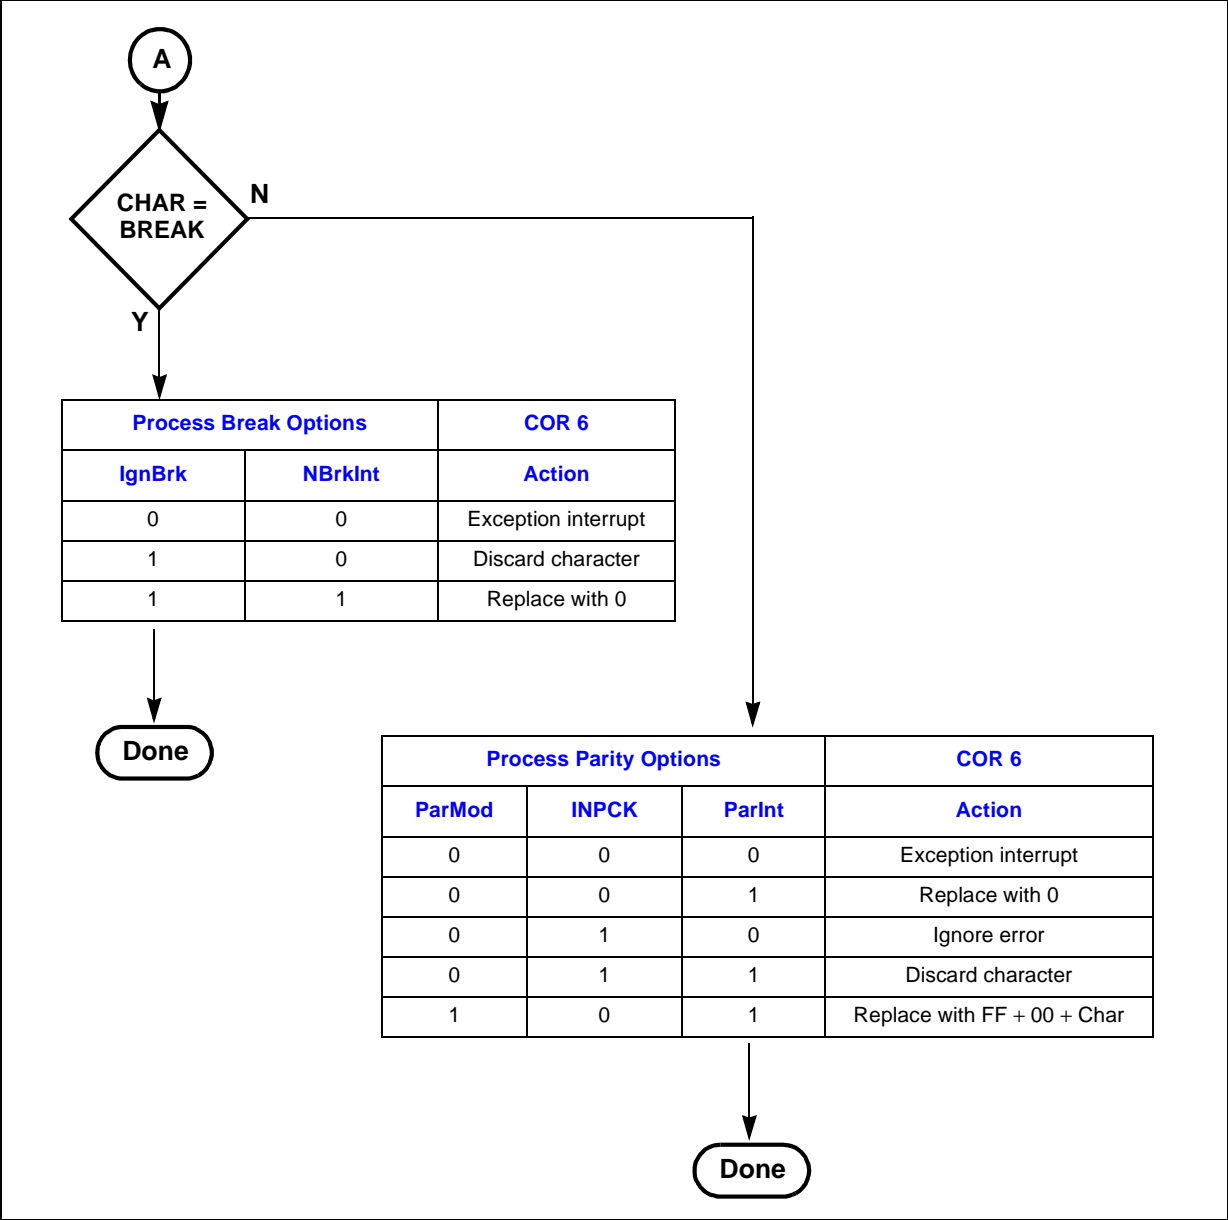 A
CHAR =
BREAK
N
Y
Process Break Options COR 6
IgnBrk NBrkInt Action
0 0 Exception interrupt
1 0 Discard character
1 1 Replace with 0
Done
Process Parity Options COR 6
ParMod INPCK ParInt Action
0 0 0 Exception interrupt
0 0 1 Replace with 0
0 1 0 Ignore error
0 1 1 Discard character
1 0 1 Replace with FF + 00 + Char
Done